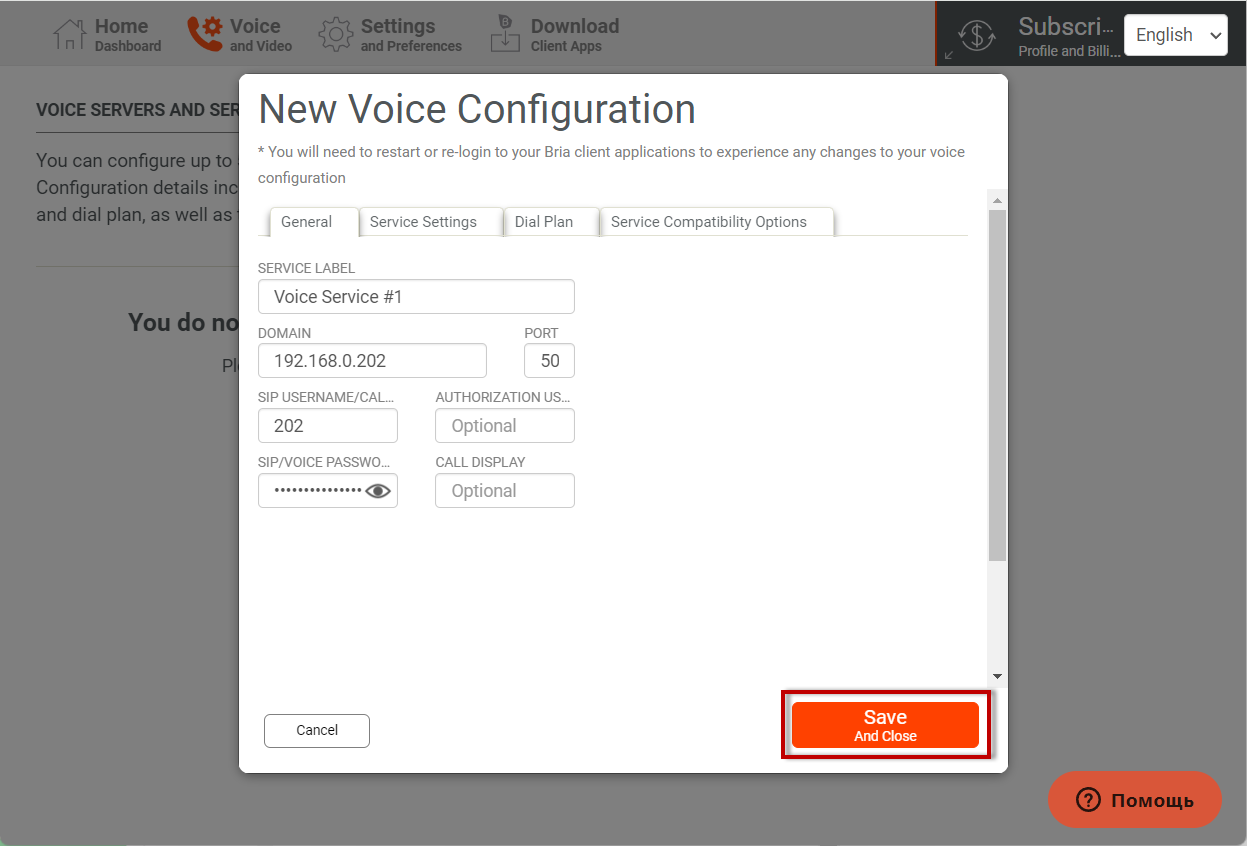 Home
Dashboard
Voice
and Video
Settings
and Preferences
Download
Client Apps
Subscri...
Profile and Billi...
English
VOICE SERVERS AND SER
You can configure up to
Configuration details inc
and dial plan, as well as
You do no
New Voice Configuration
* You will need to restart or re-login to your Bria client applications to experience any changes to your voice
configuration
General
Service Settings
Dial Plan
Service Compatibility Options
SERVICE LABEL
Voice Service #1
DOMAIN
PORT
192.168.0.202
50
SIP USERNAME/CAL...
AUTHORIZATION US...
202
Optional
SIP/VOICE PASSWO...
CALL DISPLAY
•••••••••••••••
Optional
Cancel
Save
And Close
Помощь